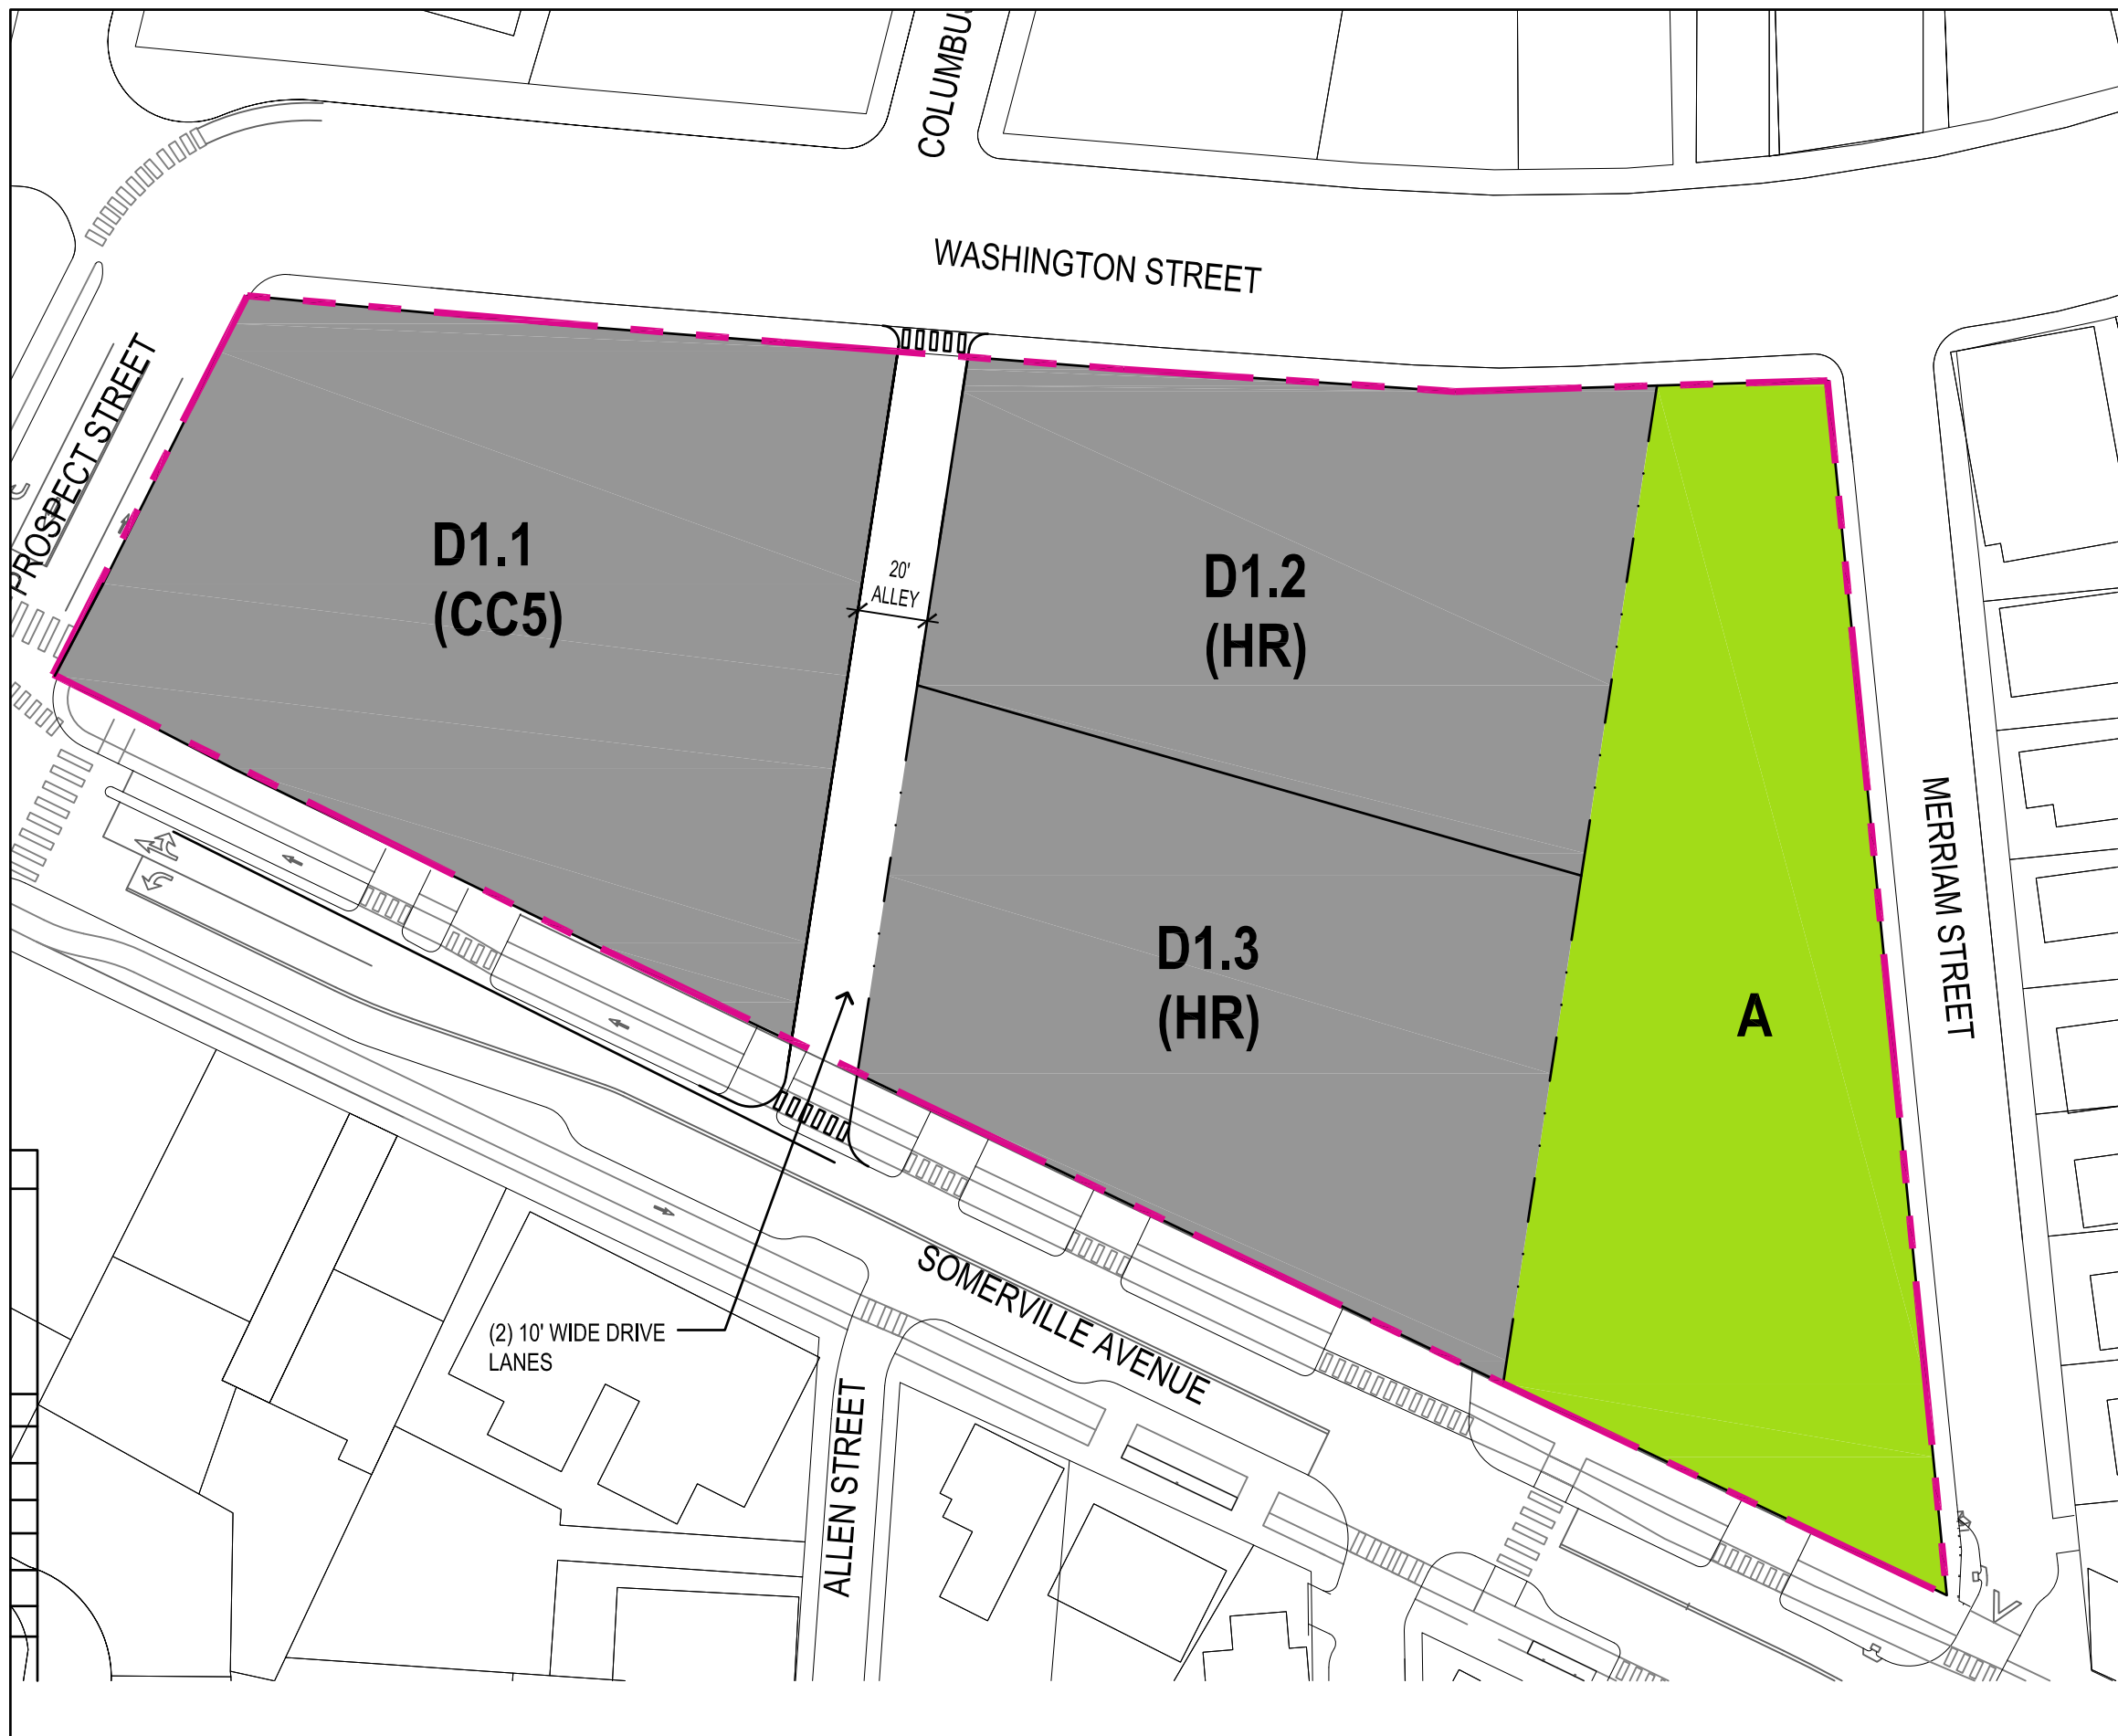 COLUMBUS
WASHINGTON STREET
PROSPECT STREET
D1.1
(CC5)
20'
ALLEY
D1.2
(HR)
MERRIAM STREET
D1.3
(HR)
A
SOMERVILLE AVENUE
(2) 10' WIDE DRIVE
LANES
ALLEN STREET